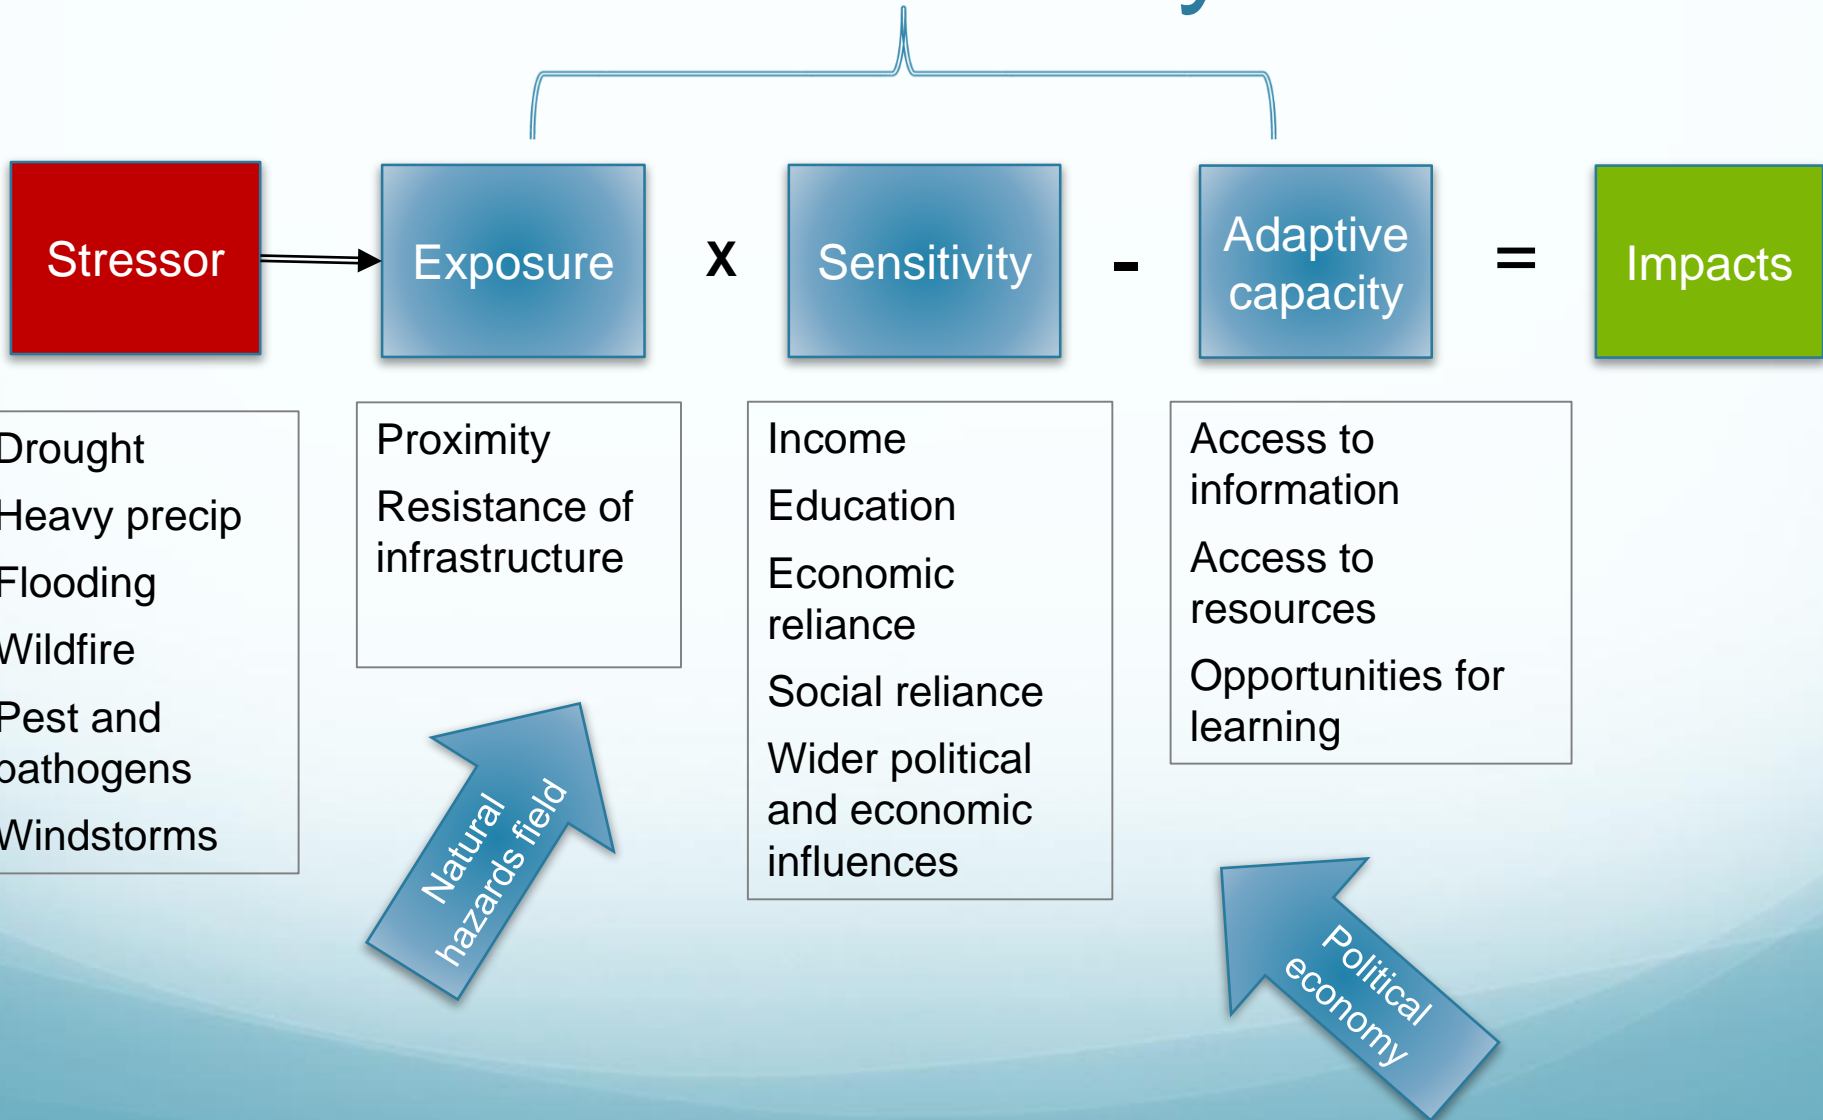 Stressor
Exposure
x
Sensitivity
-
Adaptive
capacity
=
Impacts
Drought
Heavy precip
Flooding
Wildfire
Pest and
pathogens
Windstorms
Proximity
Resistance of
infrastructure
Income
Education
Economic
reliance
Social reliance
Wider political
and economic
influences
Access to
information
Access to
resources
Opportunities for
learning
Natural
hazards field
Political
economy